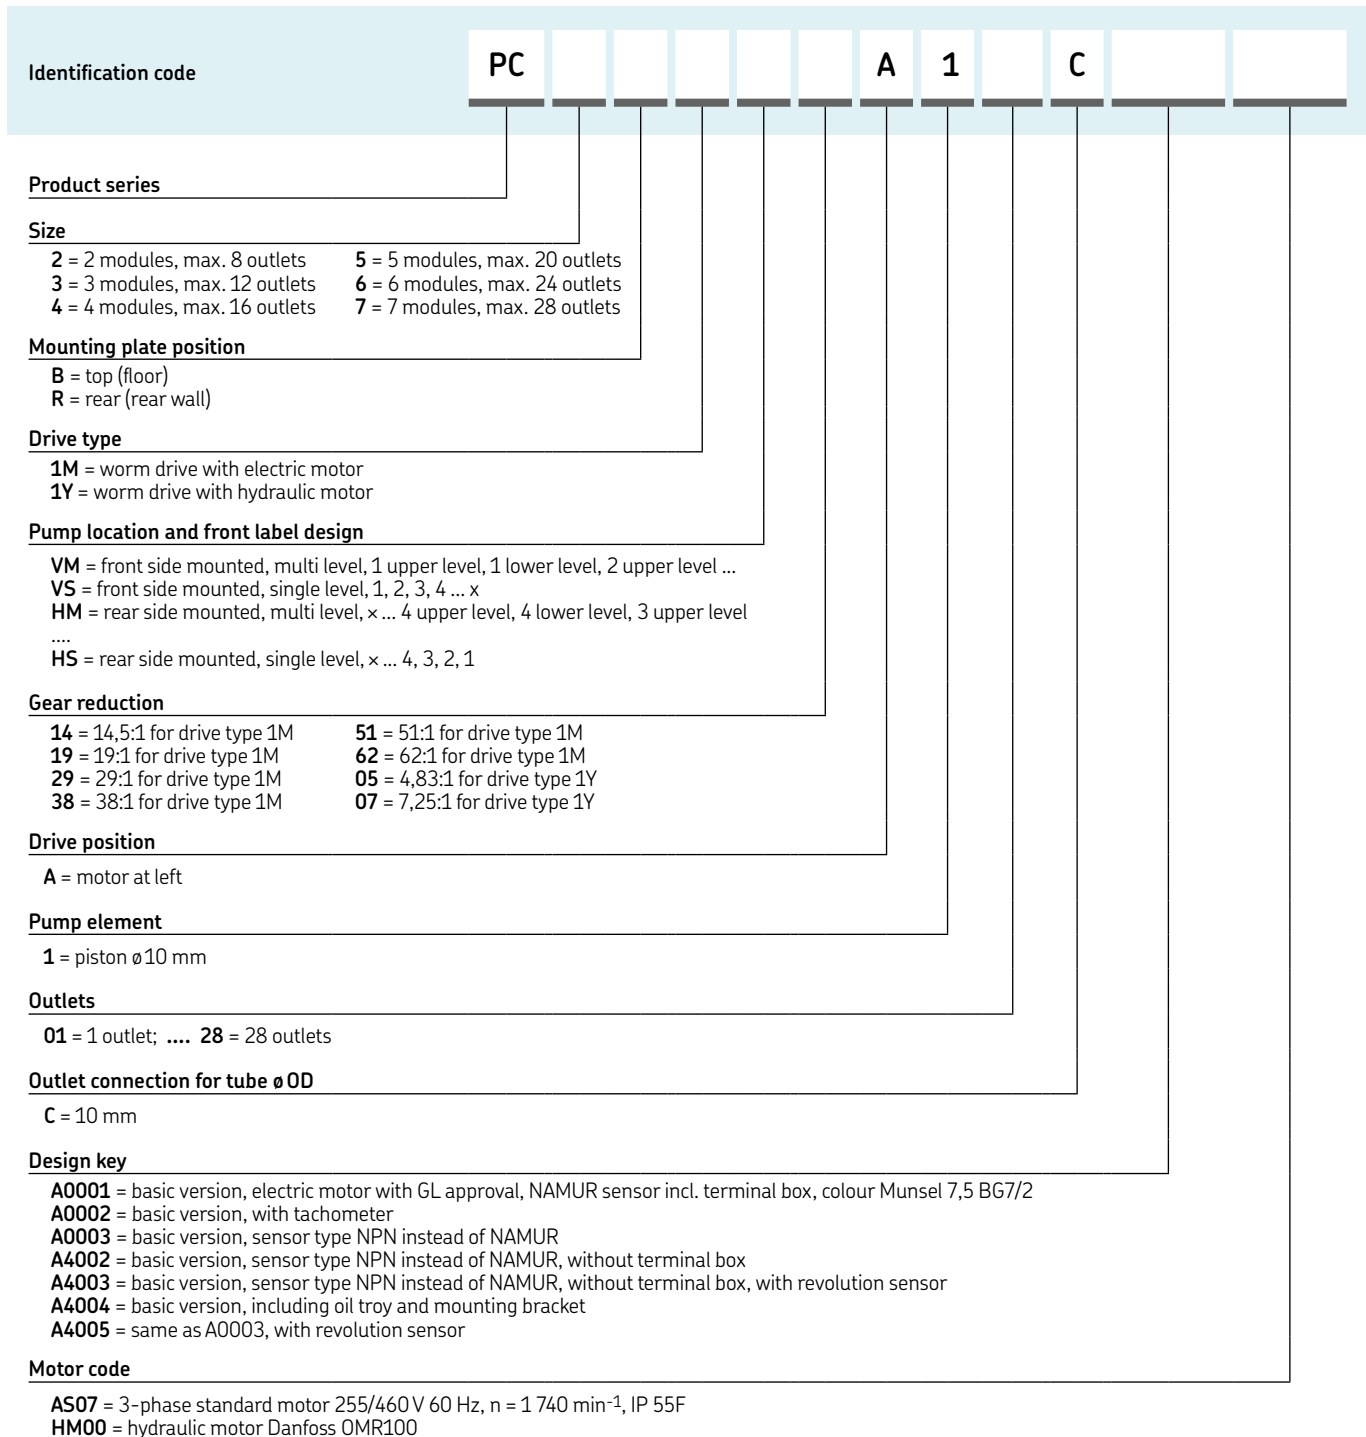 Identification code PC A 1 C
Product series
Size
2 = 2 modules, max. 8 outlets 5 = 5 modules, max. 20 outlets
3 = 3 modules, max. 12 outlets 6 = 6 modules, max. 24 outlets
4 = 4 modules, max. 16 outlets 7 = 7 modules, max. 28 outlets
Mounting plate position
B = top (floor)
R = rear (rear wall)
Drive type
1M = worm drive with electric motor
1Y = worm drive with hydraulic motor
Pump location and front label design
VM = front side mounted, multi level, 1 upper level, 1 lower level, 2 upper level ...
VS = front side mounted, single level, 1, 2, 3, 4 ... x
HM = rear side mounted, multi level, × ... 4 upper level, 4 lower level, 3 upper level
....
HS = rear side mounted, single level, × ... 4, 3, 2, 1
Gear reduction
14 = 14,5:1 for drive type 1M 51 = 51:1 for drive type 1M
19 = 19:1 for drive type 1M 62 = 62:1 for drive type 1M
29 = 29:1 for drive type 1M 05 = 4,83:1 for drive type 1Y
38 = 38:1 for drive type 1M 07 = 7,25:1 for drive type 1Y
Drive position
A = motor at left
Pump element
1 = piston ø 10 mm
Outlets
01 = 1 outlet; .... 28 = 28 outlets
Outlet connection for tube ø OD
C = 10 mm
Design key
A0001 = basic version, electric motor with GL approval, NAMUR sensor incl. terminal box, colour Munsel 7,5 BG7/2
A0002 = basic version, with tachometer
A0003 = basic version, sensor type NPN instead of NAMUR
A4002 = basic version, sensor type NPN instead of NAMUR, without terminal box
A4003 = basic version, sensor type NPN instead of NAMUR, without terminal box, with revolution sensor
A4004 = basic version, including oil troy and mounting bracket
A4005 = same as A0003, with revolution sensor
Motor code
AS07 = 3-phase standard motor 255/460 V 60 Hz, n = 1 740 min-1, IP 55F
HM00 = hydraulic motor Danfoss OMR100